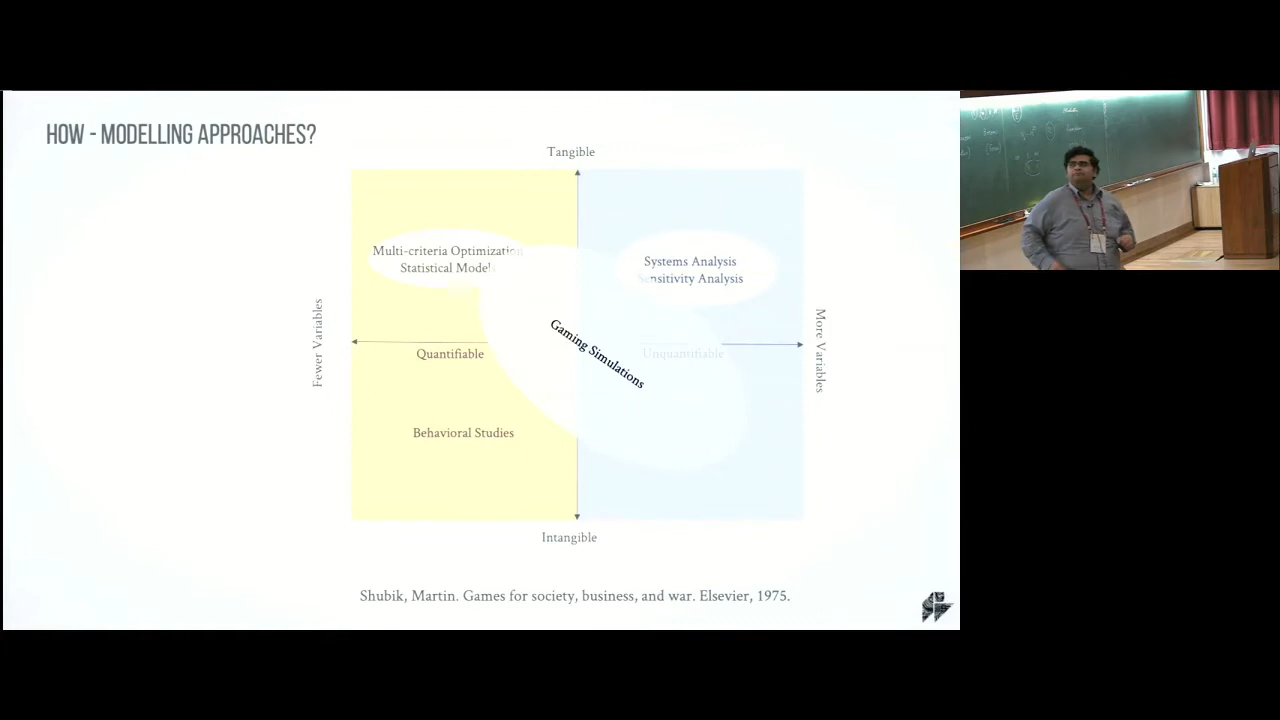 HOW - MODELLING APPROACHES?
Tangible
Multi-criteria Optimization
Statistical Models
Systems Analysis
Sensitivity Analysis
Fewer Variables
Gaming Simulations
More Variables
Quantifiable
Unquantifiable
Behavioral Studies
Intangible
Shubik, Martin. Games for society, business, and war. Elsevier, 1975.